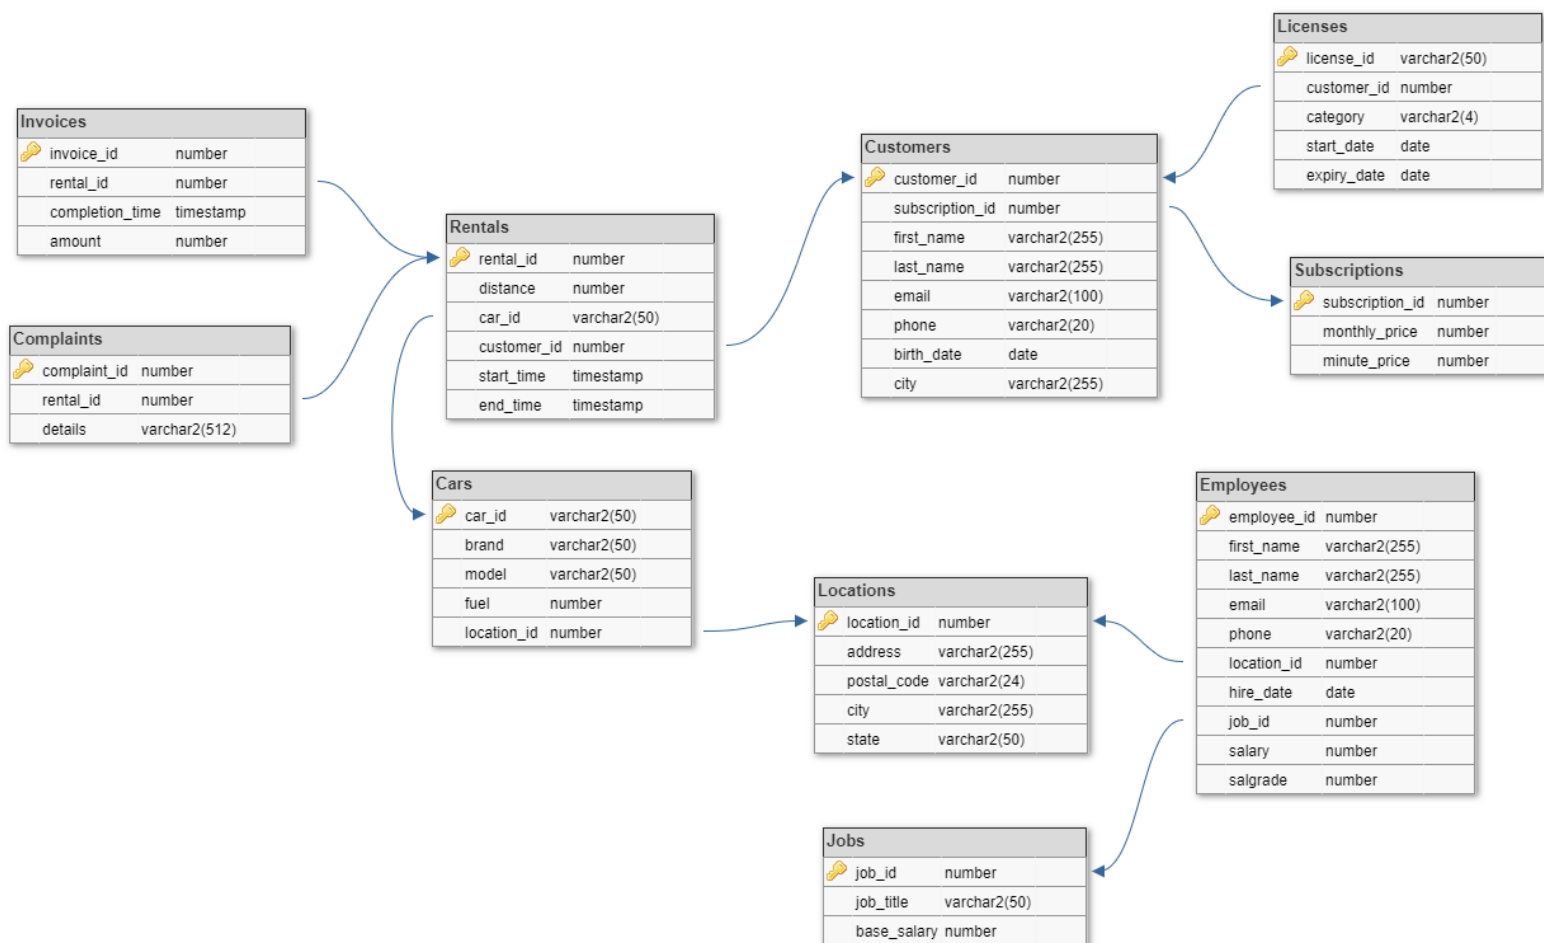 Invoices
invoice_id number
rental_id number
completion_time timestamp
amount number
Complaints
complaint_id number
rental_id number
details varchar2(512)
Rentals
rental_id number
distance number
car_id varchar2(50)
customer_id number
start_time timestamp
end_time timestamp
Cars
car_id varchar2(50)
brand varchar2(50)
model varchar2(50)
fuel number
location_id number
Customers
customer_id number
subscription_id number
first_name varchar2(255)
last_name varchar2(255)
email varchar2(100)
phone varchar2(20)
birth_date date
city varchar2(255)
Licenses
license_id varchar2(50)
customer_id number
category varchar2(4)
start_date date
expiry_date date
Subscriptions
subscription_id number
monthly_price number
minute_price number
Locations
location_id number
address varchar2(255)
postal_code varchar2(24)
city varchar2(255)
state varchar2(50)
Employees
employee_id number
first_name varchar2(255)
last_name varchar2(255)
email varchar2(100)
phone varchar2(20)
location_id number
hire_date date
job_id number
salary number
salgrade number
Jobs
job_id number
job_title varchar2(50)
base_salary number